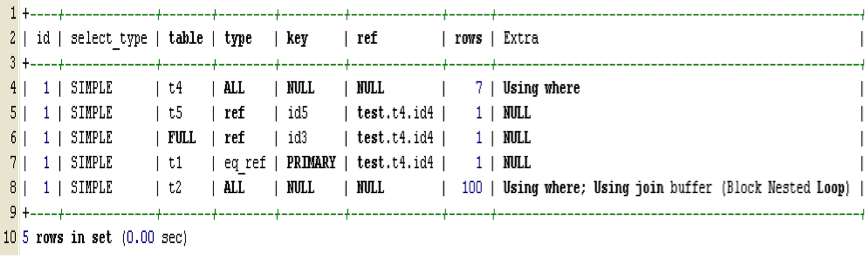 1 +----+-------------+-------+--------+---------+-------------+------+----------------------------------------------------+
2 | id | select_type | table | type | key | ref | rows | Extra |
3 +----+-------------+-------+--------+---------+-------------+------+----------------------------------------------------+
4 | 1 | SIMPLE | t4 | ALL | NULL | NULL | 7 | Using where |
5 | 1 | SIMPLE | t5 | ref | id5 | test.t4.id4 | 1 | NULL |
6 | 1 | SIMPLE | FULL | ref | id3 | test.t4.id4 | 1 | NULL |
7 | 1 | SIMPLE | t1 | eq_ref | PRIMARY | test.t4.id4 | 1 | NULL |
8 | 1 | SIMPLE | t2 | ALL | NULL | NULL | 100 | Using where; Using join buffer (Block Nested Loop) |
9 +----+-------------+-------+--------+---------+-------------+------+----------------------------------------------------+
10 5 rows in set (0.00 sec)